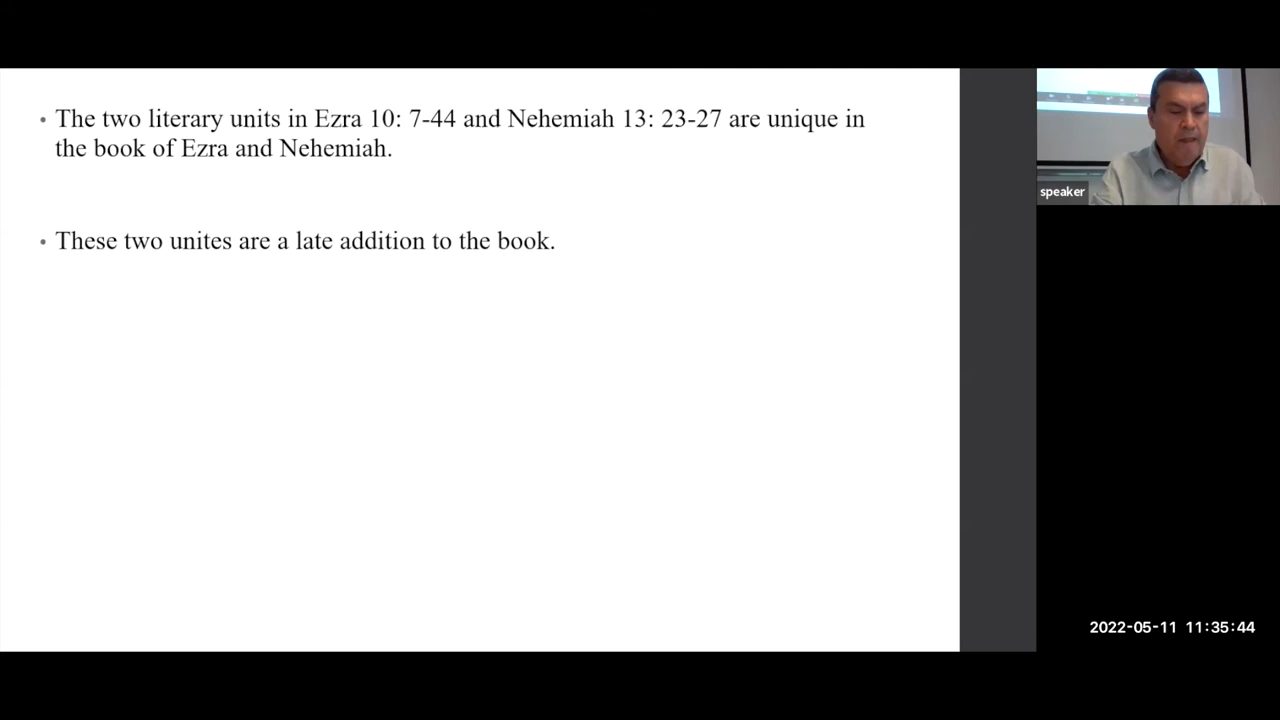 • The two literary units in Ezra 10: 7-44 and Nehemiah 13: 23-27 are unique in
the book of Ezra and Nehemiah.
• These two unites are a late addition to the book.
speaker
2022-05-11 11:35:44